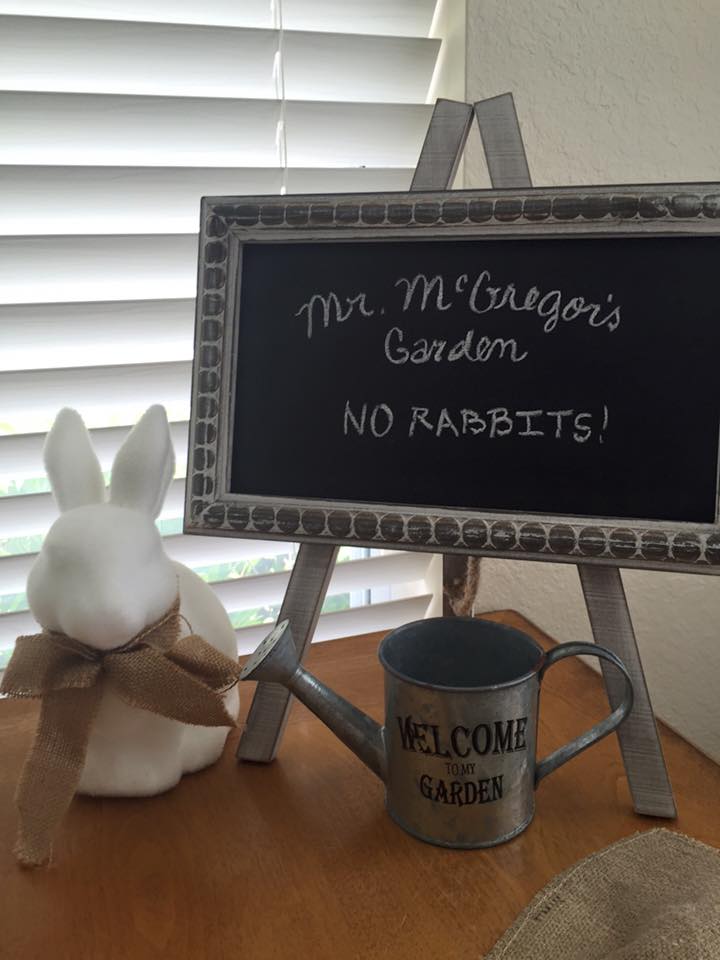 Mr. McGregor's
Garden
NO RABBITS!
WELCOME
TO MY
GARDEN